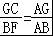 GC/BF = AG/AB